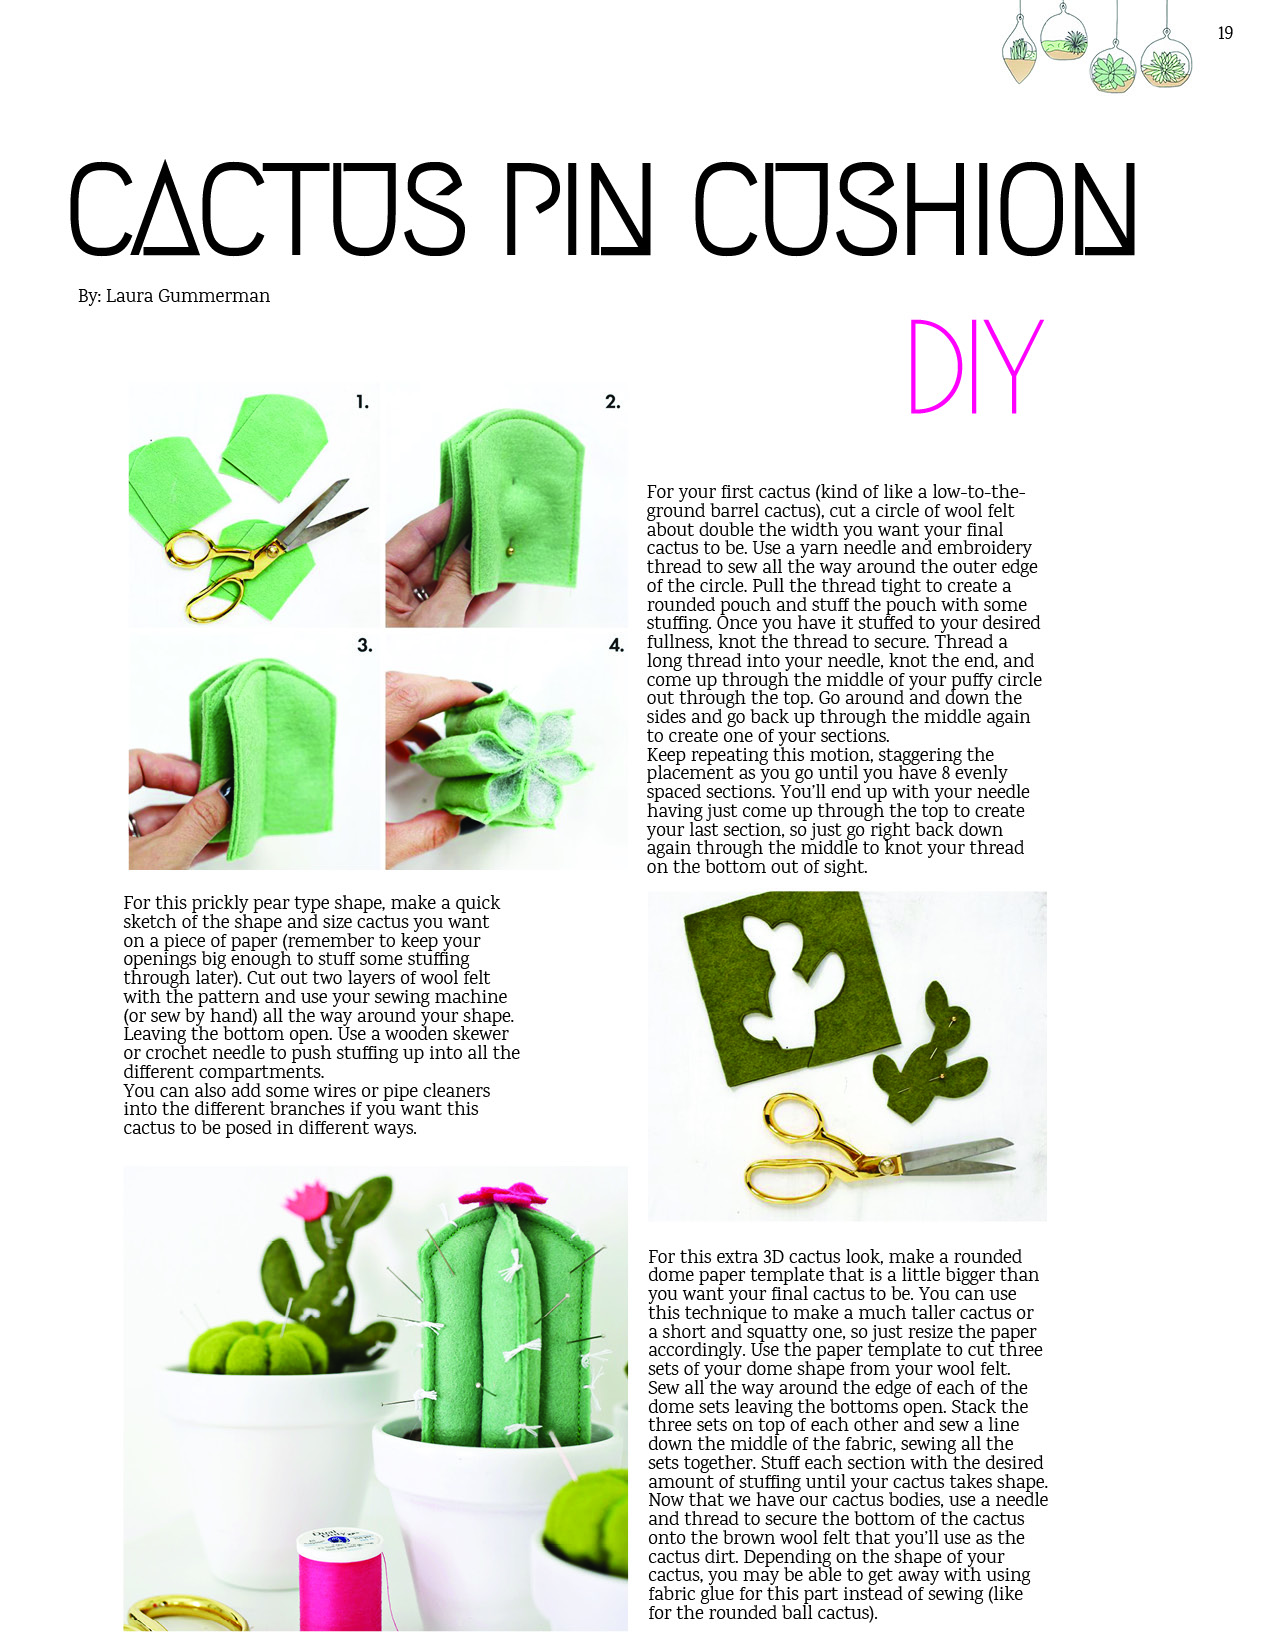 19
CACTUS PIN CUSHION
By: Laura Gummerman
DIY
1.
2.
3.
4.
For your first cactus (kind of like a low-to-the-
ground barrel cactus), cut a circle of wool felt
about double the width you want your final
cactus to be. Use a yarn needle and embroidery
thread to sew all the way around the outer edge
of the circle. Pull the thread tight to create a
rounded pouch and stuff the pouch with some
stuffing. Once you have it stuffed to your desired
fullness, knot the thread to secure. Thread a
long thread into your needle, knot the end, and
come up through the middle of your puffy circle
out through the top. Go around and down the
sides and go back up through the middle again
to create one of your sections.
Keep repeating this motion, staggering the
placement as you go until you have 8 evenly
spaced sections. You'll end up with your needle
having just come up through the top to create
your last section, so just go right back down
again through the middle to knot your thread
on the bottom out of sight.
For this prickly pear type shape, make a quick
sketch of the shape and size cactus you want
on a piece of paper (remember to keep your
openings big enough to stuff some stuffing
through later). Cut out two layers of wool felt
with the pattern and use your sewing machine
(or sew by hand) all the way around your shape.
Leaving the bottom open. Use a wooden skewer
or crochet needle to push stuffing up into all the
different compartments.
You can also add some wires or pipe cleaners
into the different branches if you want this
cactus to be posed in different ways.
For this extra 3D cactus look, make a rounded
dome paper template that is a little bigger than
you want your final cactus to be. You can use
this technique to make a much taller cactus or
a short and squatty one, so just resize the paper
accordingly. Use the paper template to cut three
sets of your dome shape from your wool felt.
Sew all the way around the edge of each of the
dome sets leaving the bottoms open. Stack the
three sets on top of each other and sew a line
down the middle of the fabric, sewing all the
sets together. Stuff each section with the desired
amount of stuffing until your cactus takes shape.
Now that we have our cactus bodies, use a needle
and thread to secure the bottom of the cactus
onto the brown wool felt that you'll use as the
cactus dirt. Depending on the shape of your
cactus, you may be able to get away with using
fabric glue for this part instead of sewing (like
for the rounded ball cactus).